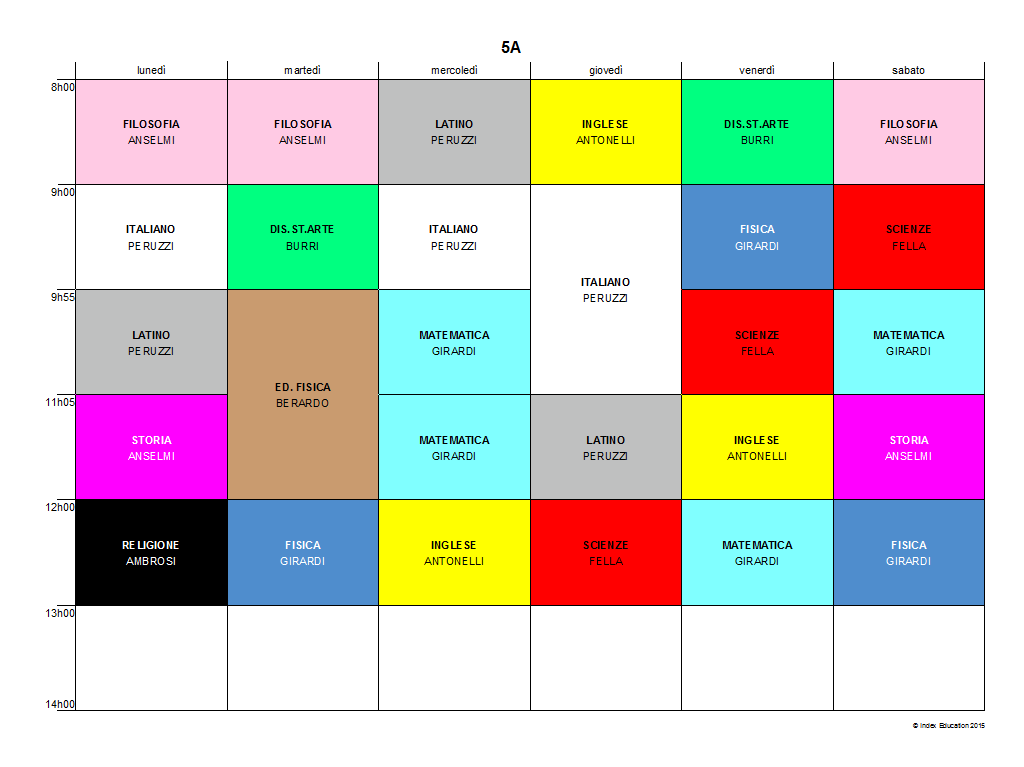 5A
lunedì martedì mercoledì giovedì venerdì sabato
8h00
FILOSOFIA FILOSOFIA LATINO INGLESE DIS.ST.ARTE FILOSOFIA
ANSELMI ANSELMI PERUZZI ANTONELLI BURRI ANSELMI
9h00
ITALIANO DIS.ST.ARTE ITALIANO FISICA SCIENZE
PERUZZI BURRI PERUZZI GIRARDI FELLA
ITALIANO
PERUZZI
9h55
LATINO MATEMATICA SCIENZE MATEMATICA
PERUZZI GIRARDI FELLA GIRARDI
ED. FISICA
BERARDO
11h05
STORIA MATEMATICA LATINO INGLESE STORIA
ANSELMI GIRARDI PERUZZI ANTONELLI ANSELMI
12h00
RELIGIONE FISICA INGLESE SCIENZE MATEMATICA FISICA
AMBROSI GIRARDI ANTONELLI FELLA GIRARDI GIRARDI
13h00
14h00
© Index Education 2015